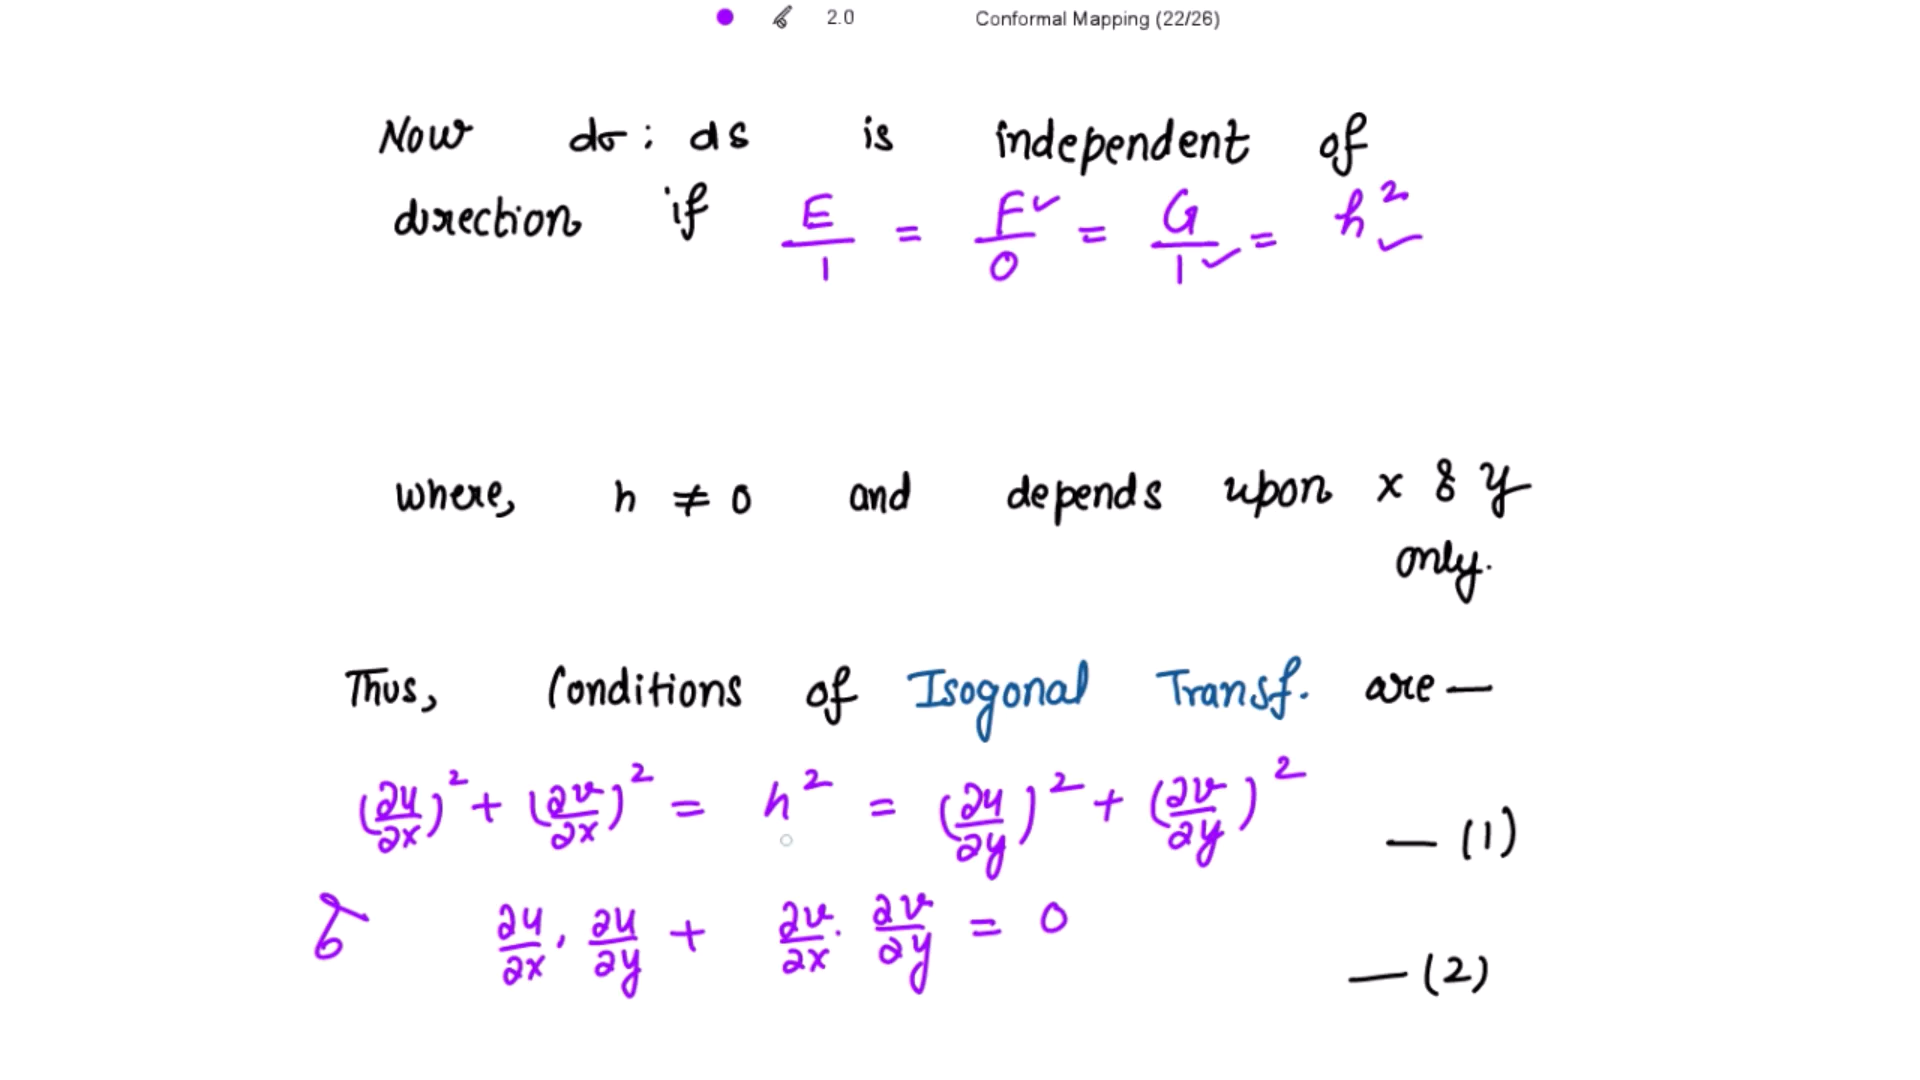 2.0 Conformal Mapping (22/26)
Now dσ : ds is independent of
direction if E/1 = F/0 = G/1 = h²
where, h ≠ 0 and depends upon x & y
only.
Thus, Conditions of Isogonal Transf. are —
(∂u/∂x)² + (∂v/∂x)² = h² = (∂u/∂y)² + (∂v/∂y)² — (1)
& ∂u/∂x . ∂u/∂y + ∂v/∂x . ∂v/∂y = 0 — (2)